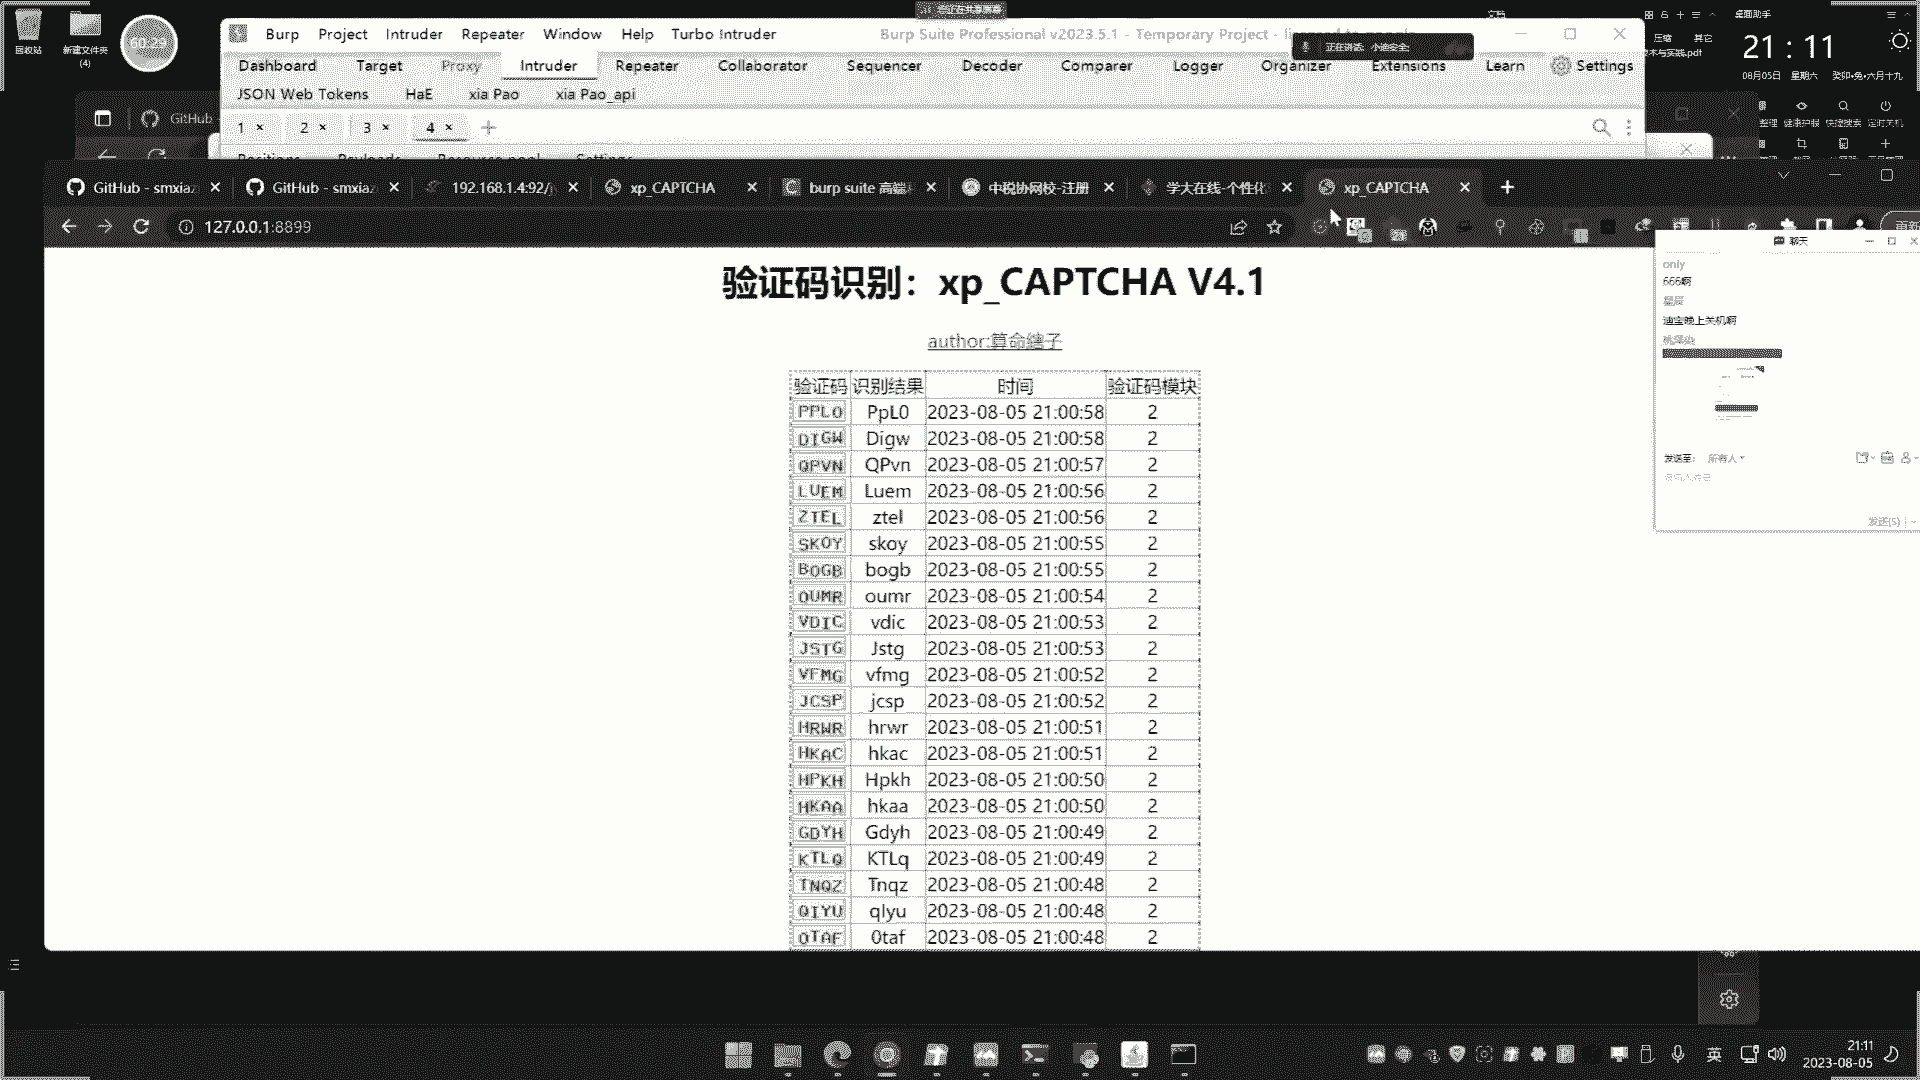 回收站
新建文件夹
(4)
60:29
Burp Project Intruder Repeater Window Help Turbo Intruder
Burp Suite Professional v2023.5.1 - Temporary Project -
正在讲话: 小迪安全;
Dashboard Target Proxy Intruder Repeater Collaborator Sequencer Decoder Comparer Logger Organizer Extensions Learn Settings
JSON Web Tokens HaE xia Pao xia Pao_api
1 × 2 × 3 × 4 × +
Positions Payloads Resource pool Settings
桌面助手
21 : 11
08月05日 星期六 癸卯•兔•六月十九
GitHub
GitHub - smxiaz × GitHub - smxiaz × 192.168.1.4:92/j × xp_CAPTCHA × burp suite 高端 × 中税协网校-注册 × 学大在线-个性化 × xp_CAPTCHA × +
127.0.0.1:8899
聊天
only
666啊
星辰
迪宝晚上关机啊
发送至: 所有人
发送(S)
验证码识别：xp_CAPTCHA V4.1
author:算命縖子
验证码 识别结果 时间 验证码模块
PPL0 PpL0 2023-08-05 21:00:58 2
DIGW Digw 2023-08-05 21:00:58 2
QPVN QPvn 2023-08-05 21:00:57 2
LUEM Luem 2023-08-05 21:00:56 2
ZTEL ztel 2023-08-05 21:00:56 2
SKOY skoy 2023-08-05 21:00:55 2
BOGB bogb 2023-08-05 21:00:55 2
OUMR oumr 2023-08-05 21:00:54 2
VDIC vdic 2023-08-05 21:00:53 2
JSTG Jstg 2023-08-05 21:00:53 2
VFMG vfmg 2023-08-05 21:00:52 2
JCSP jcsp 2023-08-05 21:00:52 2
HRWR hrwr 2023-08-05 21:00:51 2
HKAC hkac 2023-08-05 21:00:51 2
HPKH Hpkh 2023-08-05 21:00:50 2
HKAA hkaa 2023-08-05 21:00:50 2
GDYH Gdyh 2023-08-05 21:00:49 2
KTLQ KTLq 2023-08-05 21:00:49 2
TNQZ Tnqz 2023-08-05 21:00:48 2
QIYU qlyu 2023-08-05 21:00:48 2
OTAF 0taf 2023-08-05 21:00:48 2
英
21:11
2023-08-05